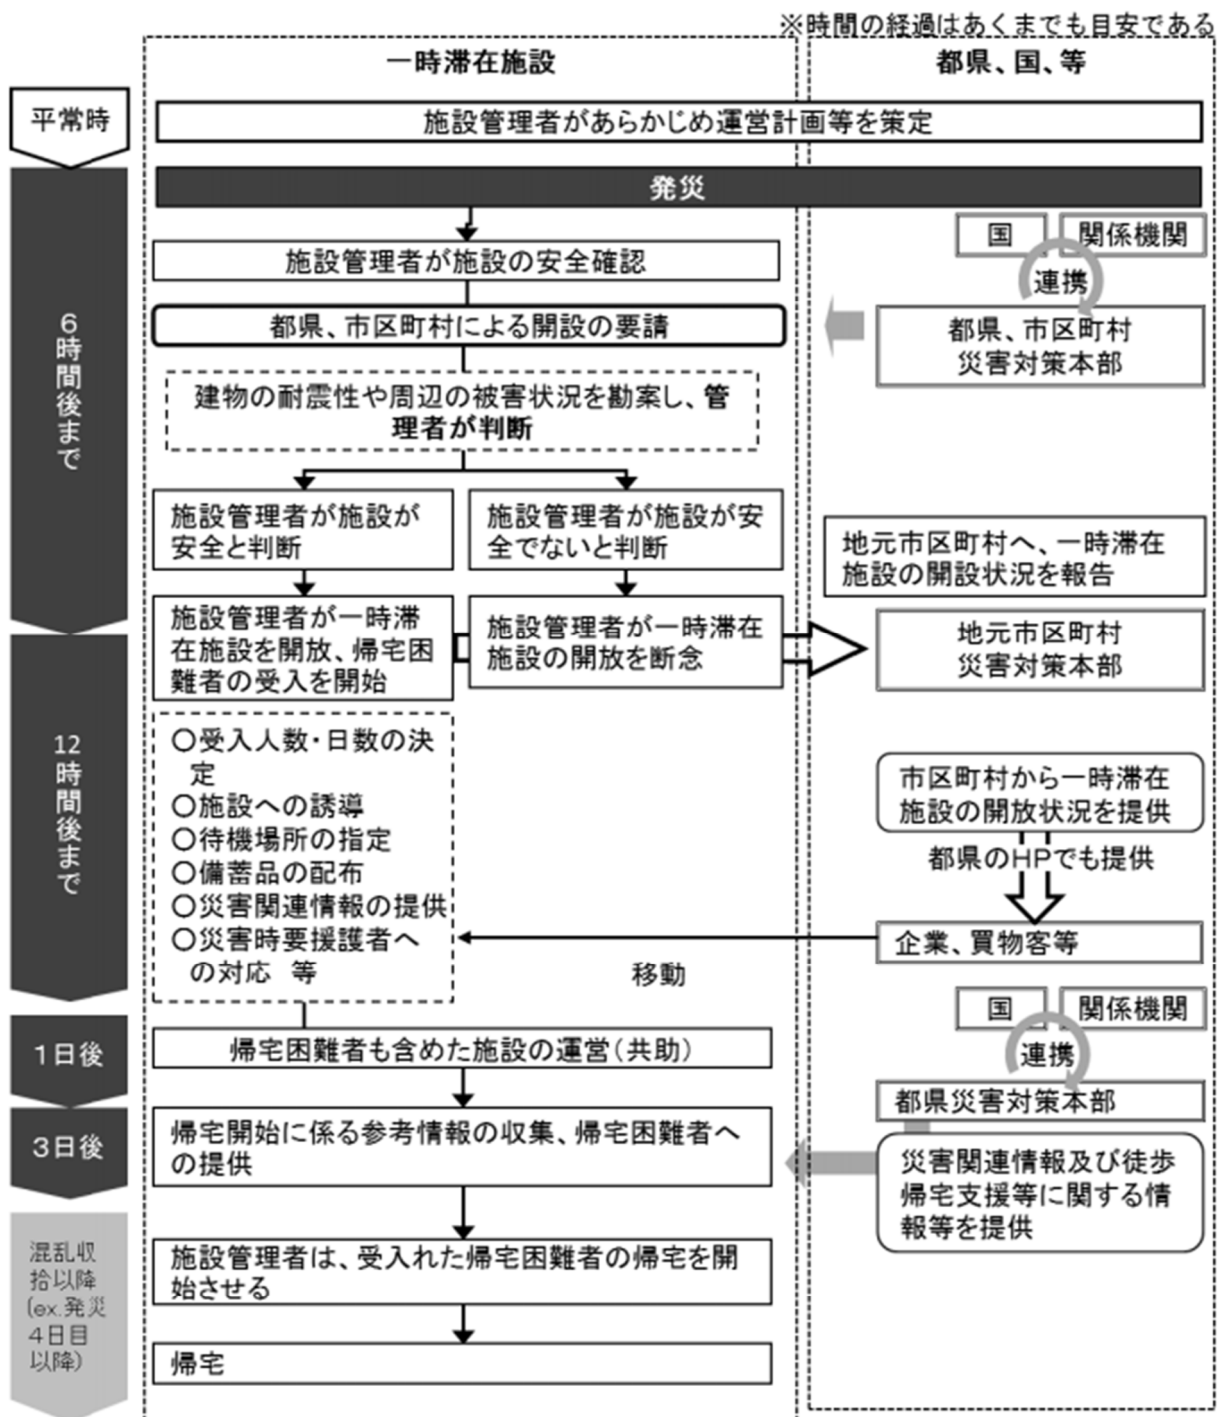 ※時間の経過はあくまでも目安である
一時滞在施設
都県、国、等
平常時
施設管理者があらかじめ運営計画等を策定
発災
6時間後まで
施設管理者が施設の安全確認
国
関係機関
連携
都県、市区町村による開設の要請
都県、市区町村
災害対策本部
建物の耐震性や周辺の被害状況を勘案し、管
理者が判断
施設管理者が施設が
安全と判断
施設管理者が施設が安
全でないと判断
地元市区町村へ、一時滞在
施設の開設状況を報告
施設管理者が一時滞
在施設を開放、帰宅困
難者の受入を開始
施設管理者が一時滞在
施設の開放を断念
地元市区町村
災害対策本部
12時間後まで
〇受入人数・日数の決
定
〇施設への誘導
〇待機場所の指定
〇備蓄品の配布
〇災害関連情報の提供
〇災害時要援護者へ
の対応 等
市区町村から一時滞在
施設の開放状況を提供
都県のHPでも提供
企業、買物客等
移動
国
関係機関
連携
1日後
帰宅困難者も含めた施設の運営(共助)
都県災害対策本部
3日後
帰宅開始に係る参考情報の収集、帰宅困難者へ
の提供
災害関連情報及び徒歩
帰宅支援等に関する情
報等を提供
混乱収
拾以降
(ex.発災
4日目
以降)
施設管理者は、受入れた帰宅困難者の帰宅を開
始させる
帰宅